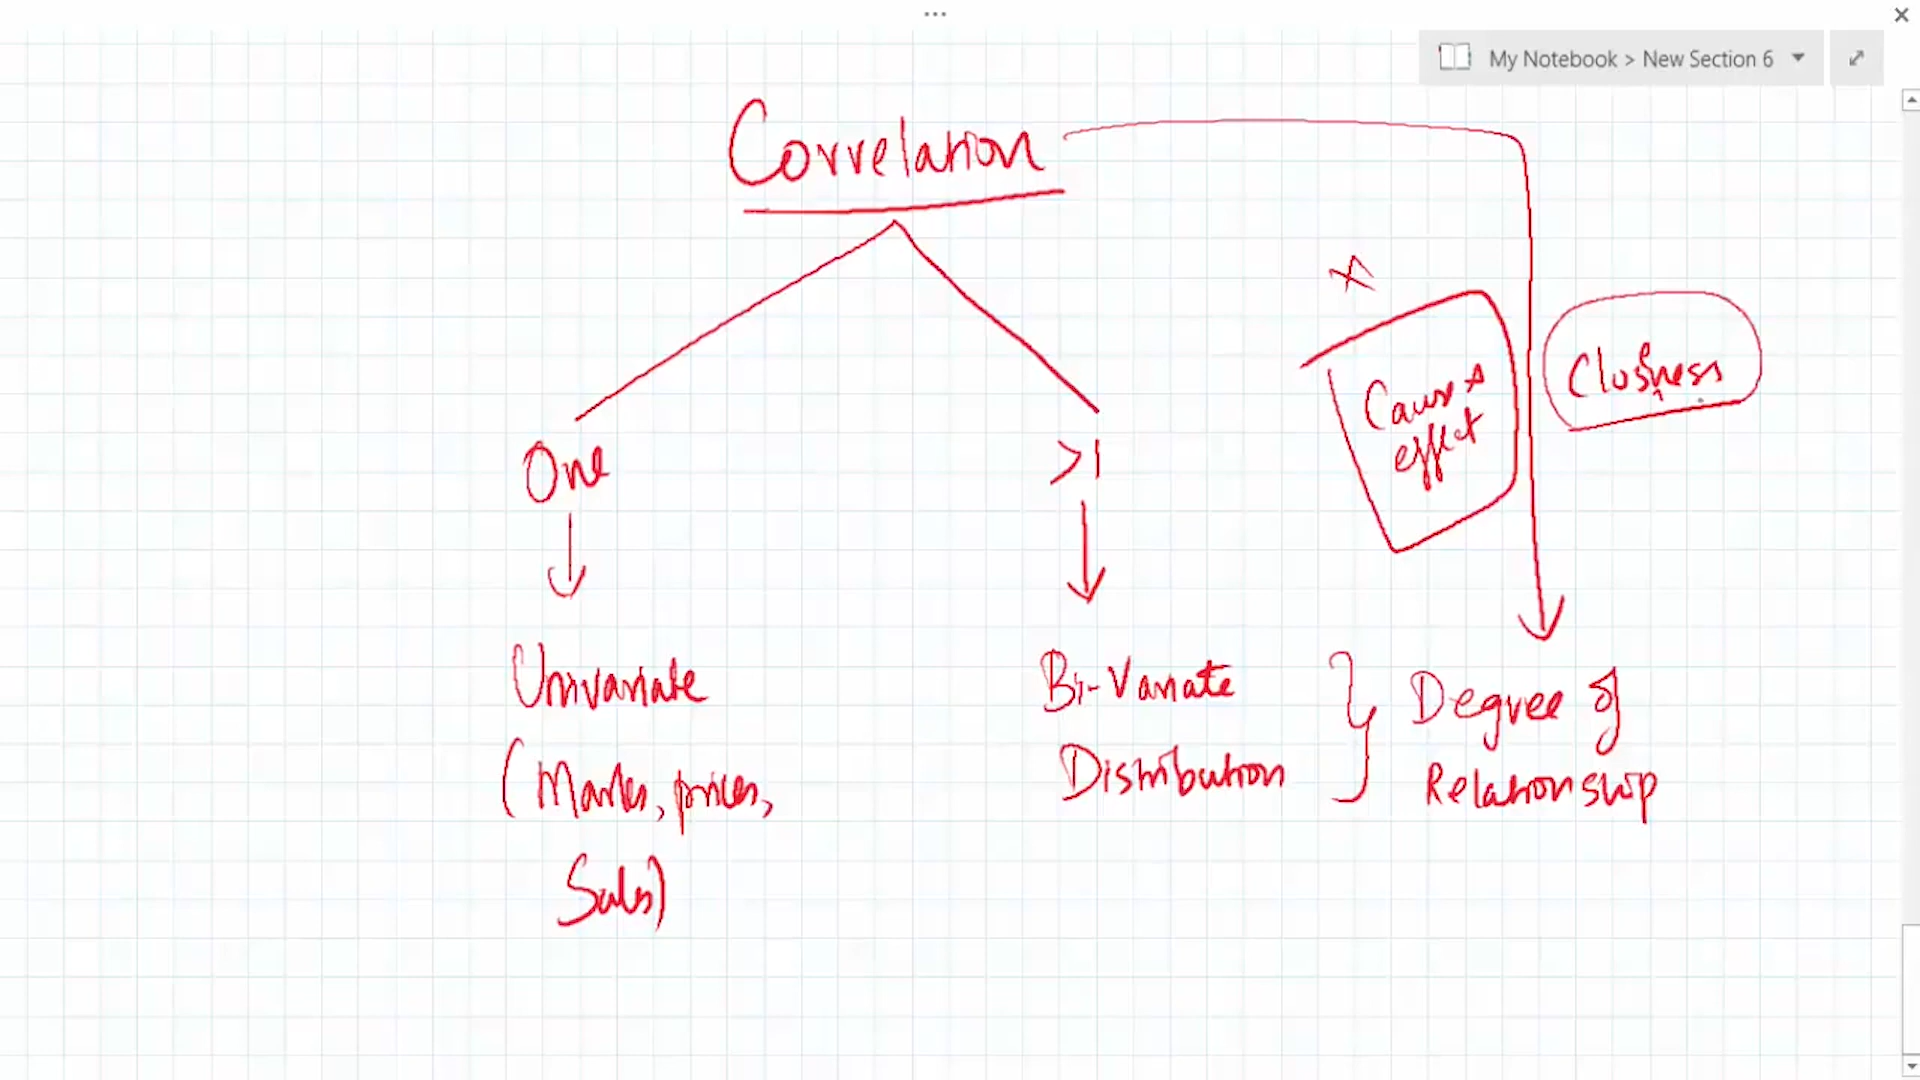 ...
My Notebook > New Section 6
Correlation
One
>1
×
Cause &
effect
Closeness
Univariate
(Marks, prices,
Sales)
Bi-Variate
Distribution
Degree of
Relationship